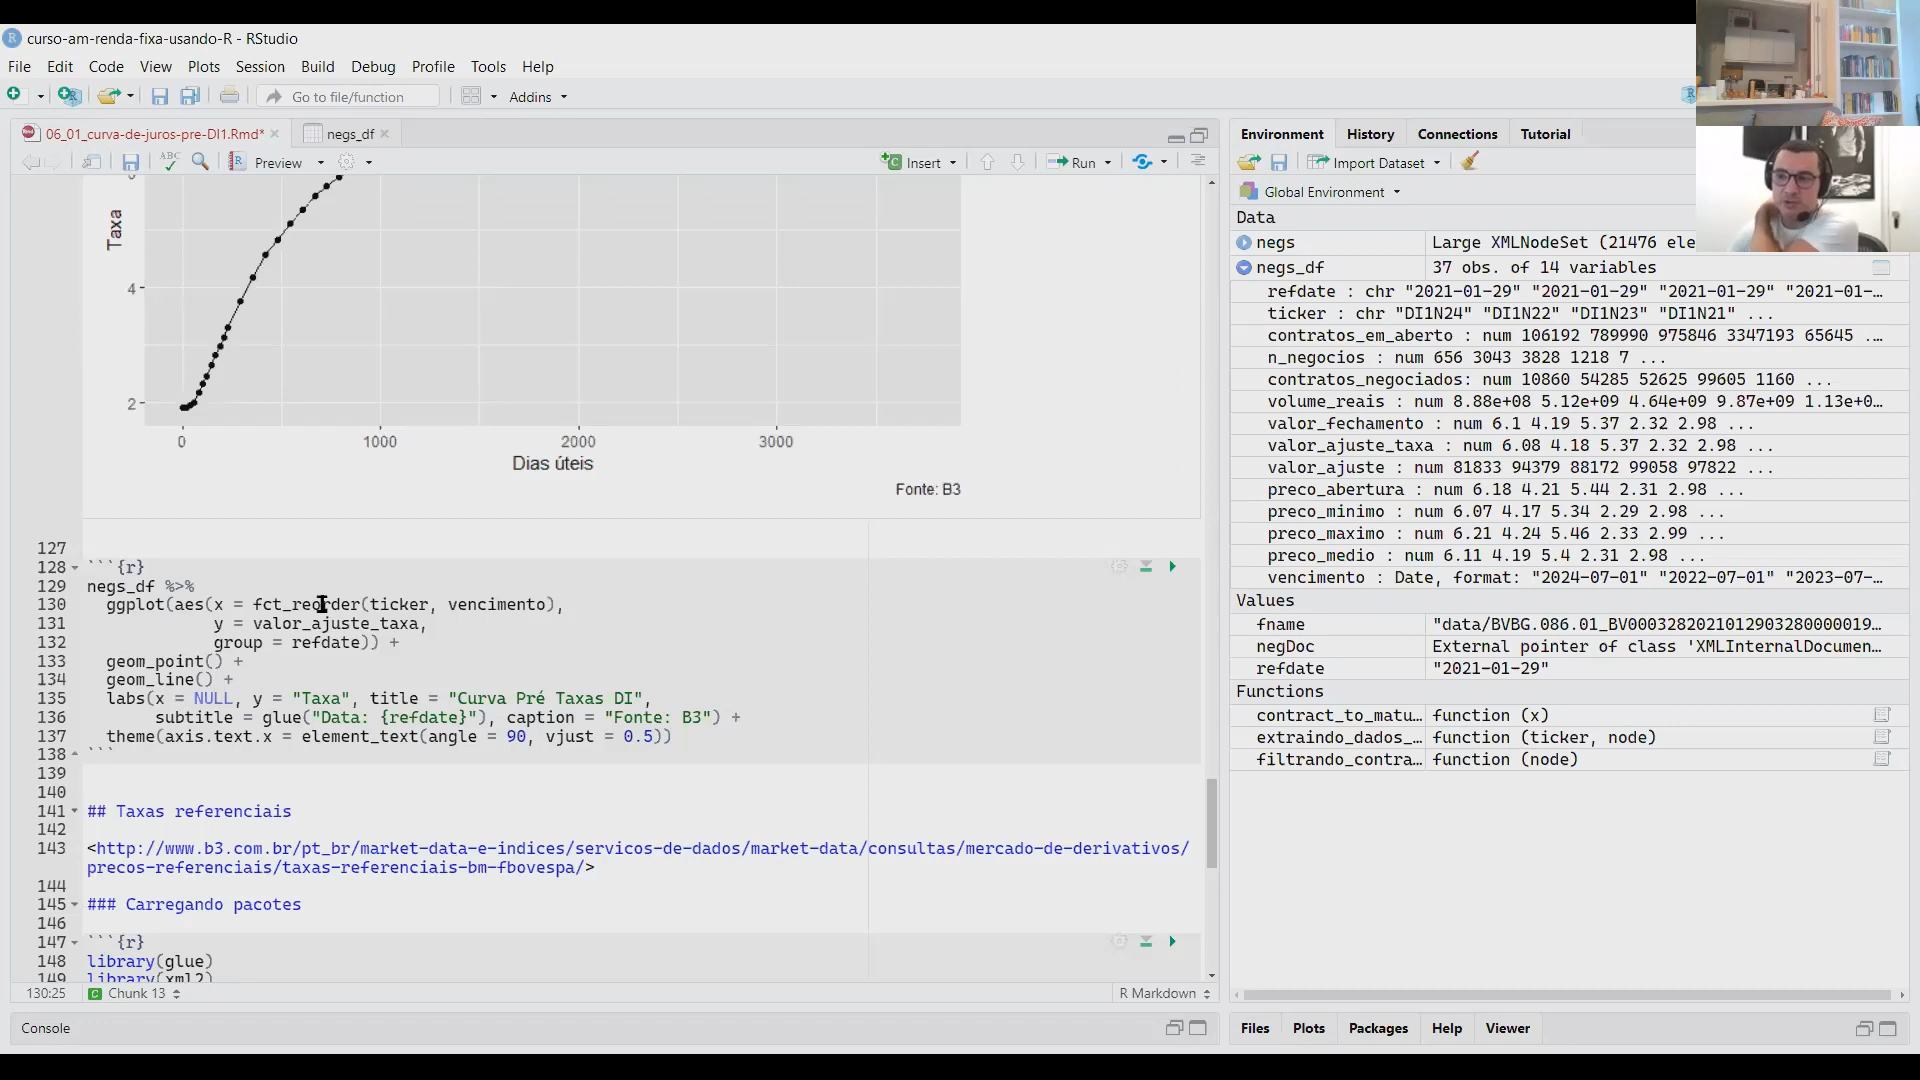 curso-am-renda-fixa-usando-R - RStudio
File Edit Code View Plots Session Build Debug Profile Tools Help
Go to file/function Addins
06_01_curva-de-juros-pre-DI1.Rmd* negs_df
ABC Preview Insert Run
Taxa
4
2
0 1000 2000 3000
Dias úteis
Fonte: B3
127
128 ```{r}
129 negs_df %>%
130 ggplot(aes(x = fct_reorder(ticker, vencimento),
131 y = valor_ajuste_taxa,
132 group = refdate)) +
133 geom_point() +
134 geom_line() +
135 labs(x = NULL, y = "Taxa", title = "Curva Pré Taxas DI",
136 subtitle = glue("Data: {refdate}"), caption = "Fonte: B3") +
137 theme(axis.text.x = element_text(angle = 90, vjust = 0.5))
138 ```
139
140
141 ## Taxas referenciais
142
143 <http://www.b3.com.br/pt_br/market-data-e-indices/servicos-de-dados/market-data/consultas/mercado-de-derivativos/
precos-referenciais/taxas-referenciais-bm-fbovespa/>
144
145 ### Carregando pacotes
146
147 ```{r}
148 library(glue)
149 library(xml2)
130:25 Chunk 13 R Markdown
Console
Environment History Connections Tutorial
Import Dataset
Global Environment
Data
negs Large XMLNodeSet (21476 ele
negs_df 37 obs. of 14 variables
refdate : chr "2021-01-29" "2021-01-29" "2021-01-29" "2021-01-…
ticker : chr "DI1N24" "DI1N22" "DI1N23" "DI1N21" ...
contratos_em_aberto : num 106192 789990 975846 3347193 65645 .…
n_negocios : num 656 3043 3828 1218 7 ...
contratos_negociados: num 10860 54285 52625 99605 1160 ...
volume_reais : num 8.88e+08 5.12e+09 4.64e+09 9.87e+09 1.13e+0…
valor_fechamento : num 6.1 4.19 5.37 2.32 2.98 ...
valor_ajuste_taxa : num 6.08 4.18 5.37 2.32 2.98 ...
valor_ajuste : num 81833 94379 88172 99058 97822 ...
preco_abertura : num 6.18 4.21 5.44 2.31 2.98 ...
preco_minimo : num 6.07 4.17 5.34 2.29 2.98 ...
preco_maximo : num 6.21 4.24 5.46 2.33 2.99 ...
preco_medio : num 6.11 4.19 5.4 2.31 2.98 ...
vencimento : Date, format: "2024-07-01" "2022-07-01" "2023-07-…
Values
fname "data/BVBG.086.01_BV000328202101290328000001​9…
negDoc External pointer of class 'XMLInternalDocumen…
refdate "2021-01-29"
Functions
contract_to_matu… function (x)
extraindo_dados_… function (ticker, node)
filtrando_contra… function (node)
Files Plots Packages Help Viewer